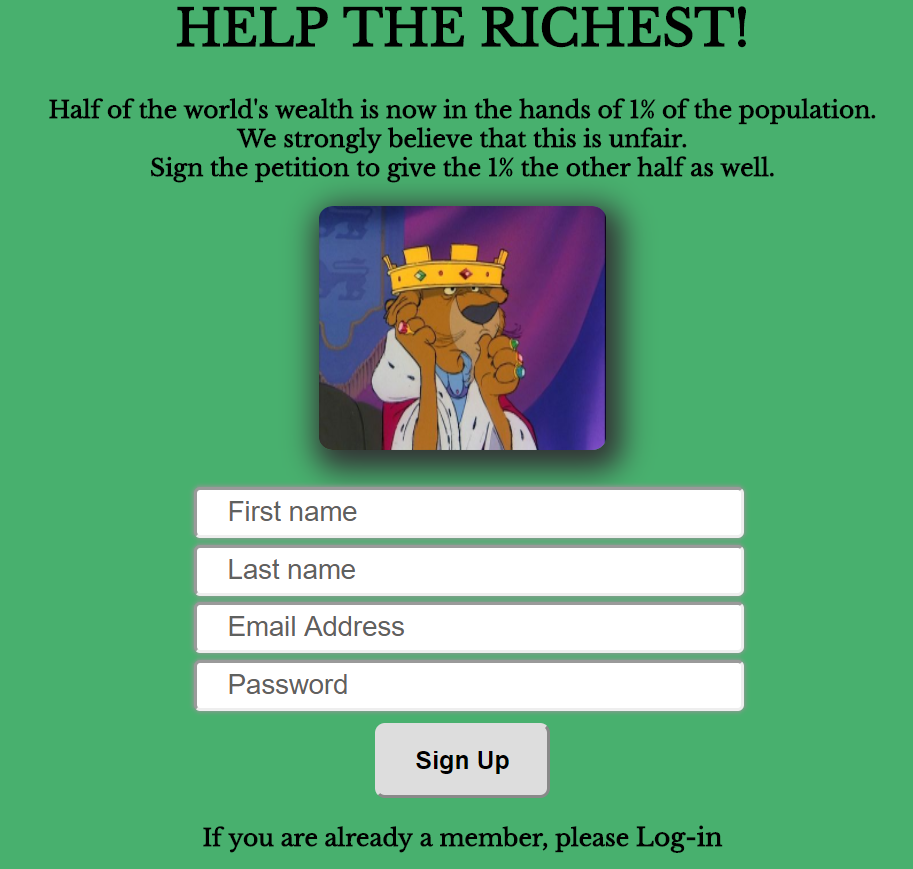 HELP THE RICHEST!
Half of the world's wealth is now in the hands of 1% of the population.
We strongly believe that this is unfair.
Sign the petition to give the 1% the other half as well.
First name
Last name
Email Address
Password
Sign Up
If you are already a member, please Log-in